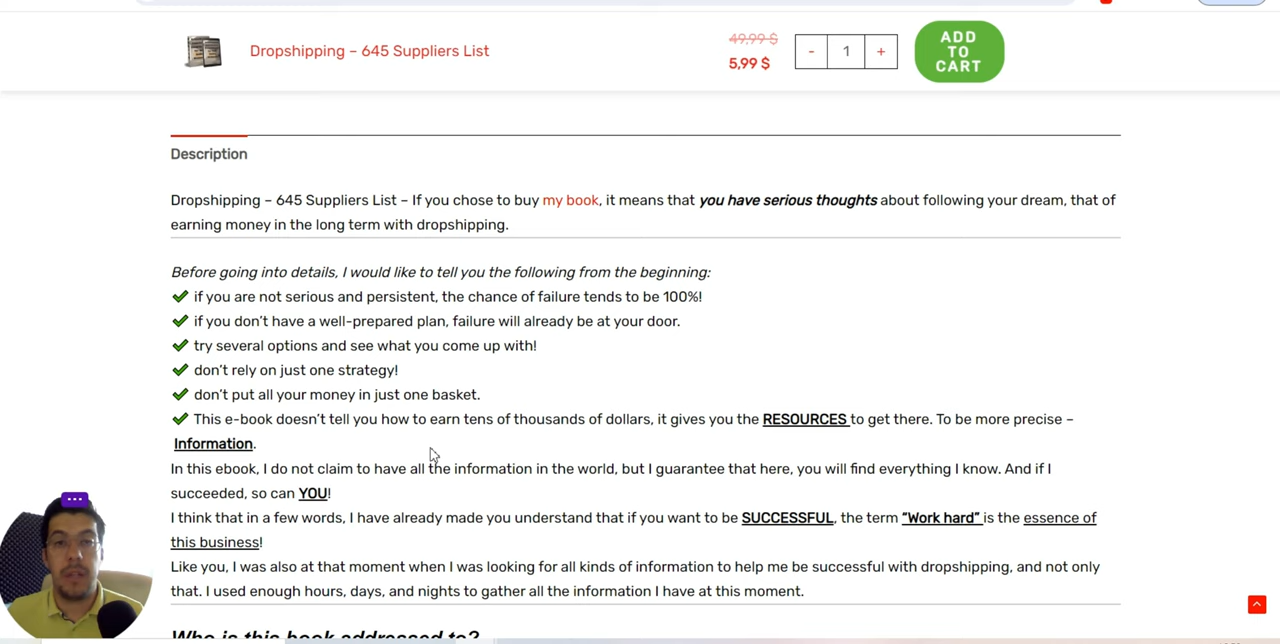 Dropshipping – 645 Suppliers List
49,99 $
5,99 $
- 1 +
ADD
TO
CART
Description
Dropshipping – 645 Suppliers List – If you chose to buy my book, it means that you have serious thoughts about following your dream, that of
earning money in the long term with dropshipping.
Before going into details, I would like to tell you the following from the beginning:
if you are not serious and persistent, the chance of failure tends to be 100%!
if you don't have a well-prepared plan, failure will already be at your door.
try several options and see what you come up with!
don't rely on just one strategy!
don't put all your money in just one basket.
This e-book doesn't tell you how to earn tens of thousands of dollars, it gives you the RESOURCES to get there. To be more precise –
Information.
In this ebook, I do not claim to have all the information in the world, but I guarantee that here, you will find everything I know. And if I
succeeded, so can YOU!
I think that in a few words, I have already made you understand that if you want to be SUCCESSFUL, the term "Work hard" is the essence of
this business!
Like you, I was also at that moment when I was looking for all kinds of information to help me be successful with dropshipping, and not only
that. I used enough hours, days, and nights to gather all the information I have at this moment.
Who is this book addressed to?